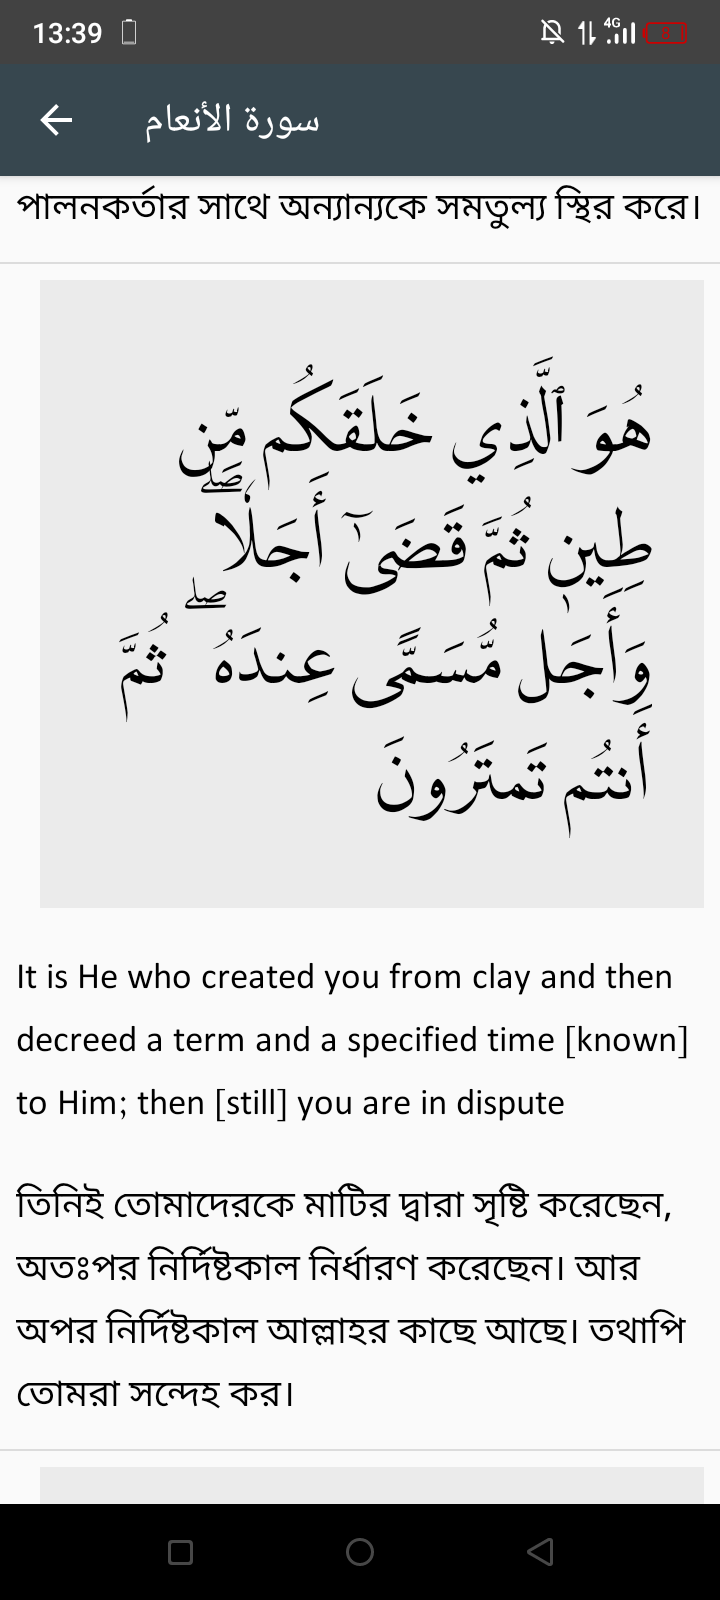 13:39
4G
8
سورة الأنعام
পালনকর্তার সাথে অন্যান্যকে সমতুল্য স্থির করে।
هُوَ ٱلَّذِي خَلَقَكُم مِّن
طِينٖ ثُمَّ قَضَىٰٓ أَجَلٗاۖ
وَأَجَلٞ مُّسَمًّى عِندَهُۥۖ ثُمَّ
أَنتُمۡ تَمۡتَرُونَ
It is He who created you from clay and then
decreed a term and a specified time [known]
to Him; then [still] you are in dispute
তিনিই তোমাদেরকে মাটির দ্বারা সৃষ্টি করেছেন,
অতঃপর নির্দিষ্টকাল নির্ধারণ করেছেন। আর
অপর নির্দিষ্টকাল আল্লাহর কাছে আছে। তথাপি
তোমরা সন্দেহ কর।